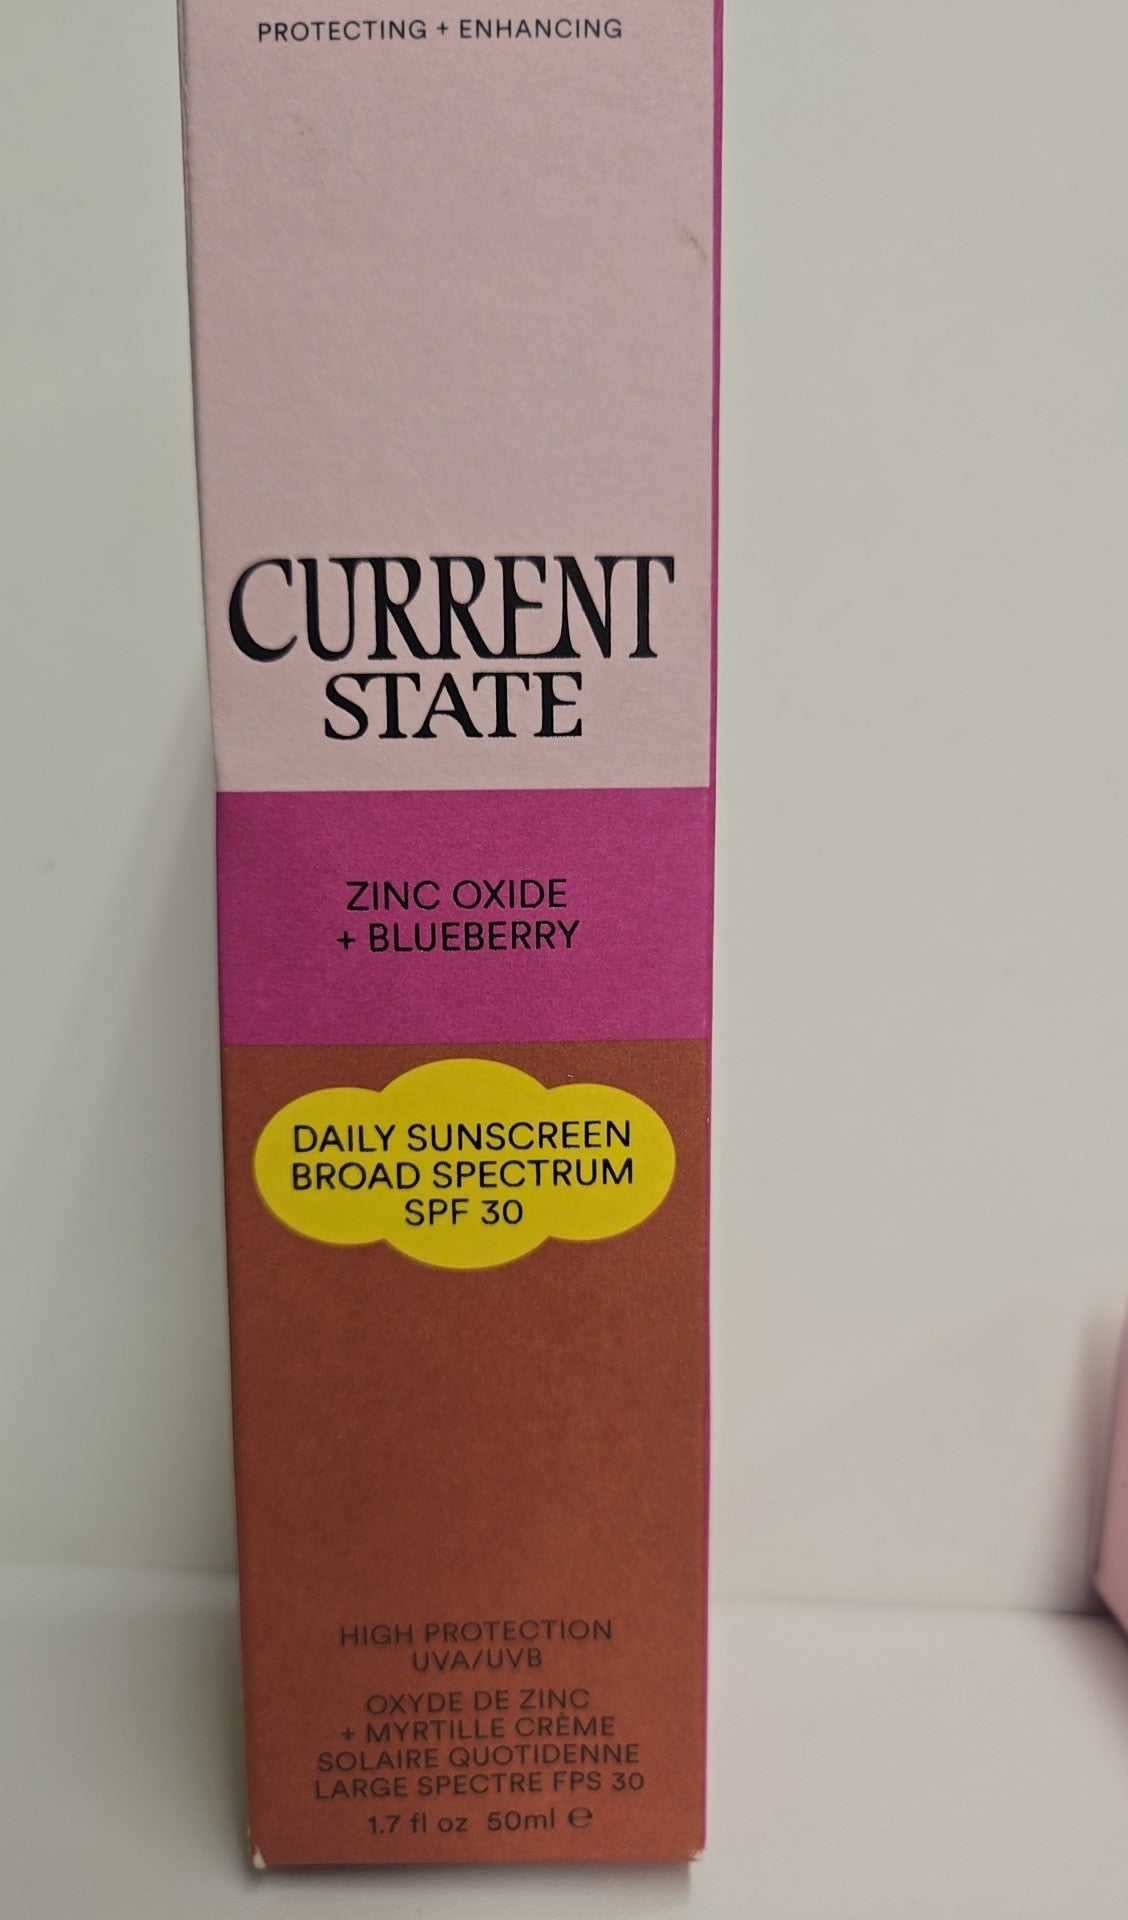 PROTECTING + ENHANCING
CURRENT
STATE
ZINC OXIDE
+ BLUEBERRY
DAILY SUNSCREEN
BROAD SPECTRUM
SPF 30
HIGH PROTECTION
UVA/UVB
OXYDE DE ZINC
+ MYRTILLE CRÈME
SOLAIRE QUOTIDENNE
LARGE SPECTRE FPS 30
1.7 fl oz 50ml ℮